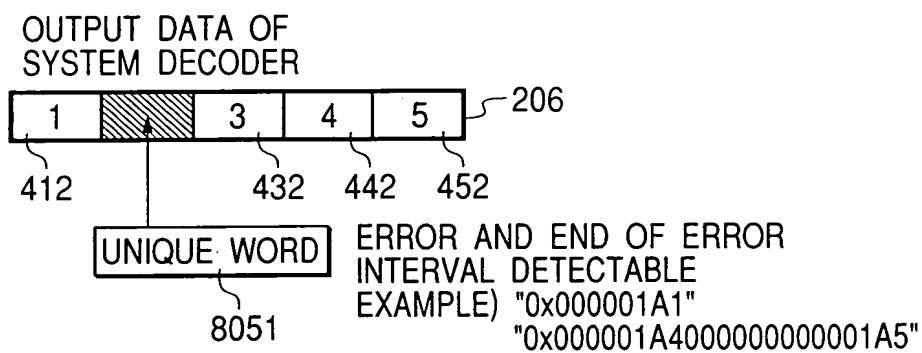 OUTPUT DATA OF
SYSTEM DECODER
1 3 4 5 206
412 432 442 452
UNIQUE WORD
8051
ERROR AND END OF ERROR
INTERVAL DETECTABLE
EXAMPLE) "0x000001A1"
"0x000001A4000000000001A5"